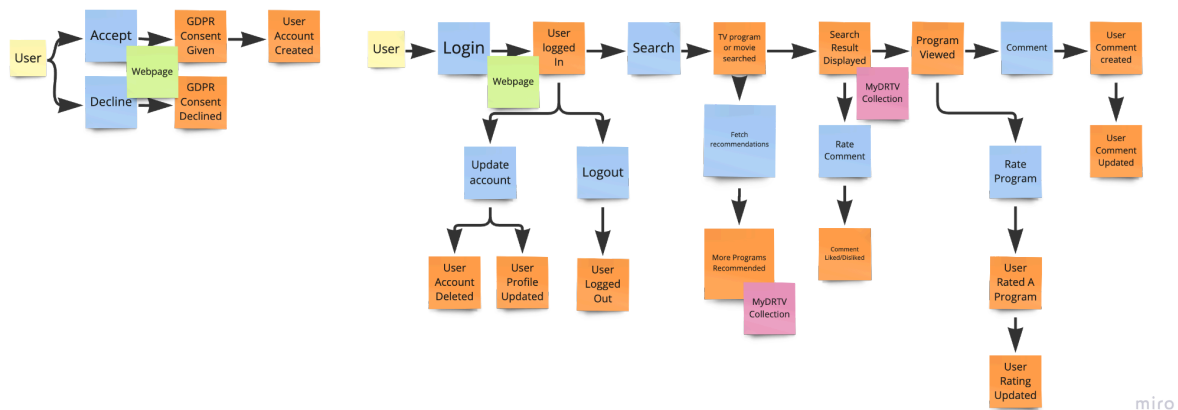 User
Accept
GDPR
Consent
Given
User
Account
Created
Webpage
Decline
GDPR
Consent
Declined
User
Login
User
logged
In
Webpage
Search
TV program
or movie
searched
Search
Result
Displayed
MyDRTV
Collection
Program
Viewed
Comment
User
Comment
created
Update
account
Logout
Fetch
recommendations
Rate
Comment
Rate
Program
User
Comment
Updated
User
Account
Deleted
User
Profile
Updated
User
Logged
Out
More Programs
Recommended
MyDRTV
Collection
Comment
Liked/Disliked
User
Rated A
Program
User
Rating
Updated
miro